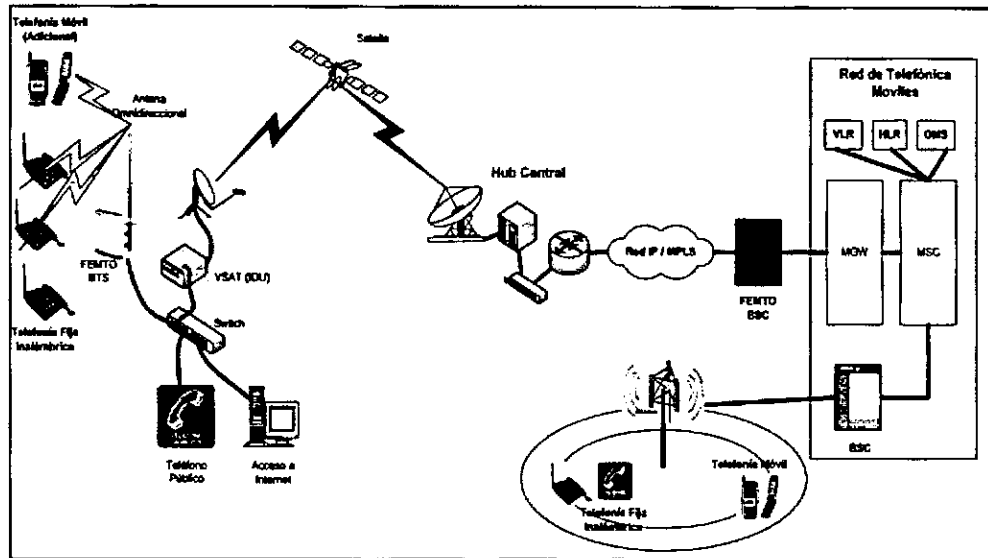 Telefonía Móvil
(Adicional)
Antena
Omnidireccional
Satelite
Red de Telefónica
Moviles
VLR
HLR
OMS
Hub Central
FEMTO
BTS
VSAT (IDU)
Switch
Telefonía Fija
Inalámbrica
Red IP / MPLS
FEMTO
BSC
MGW
MSC
BSC
Teléfono
Público
Acceso a
Internet
Telefonía Móvil
Telefonía Fija
Inalámbrica